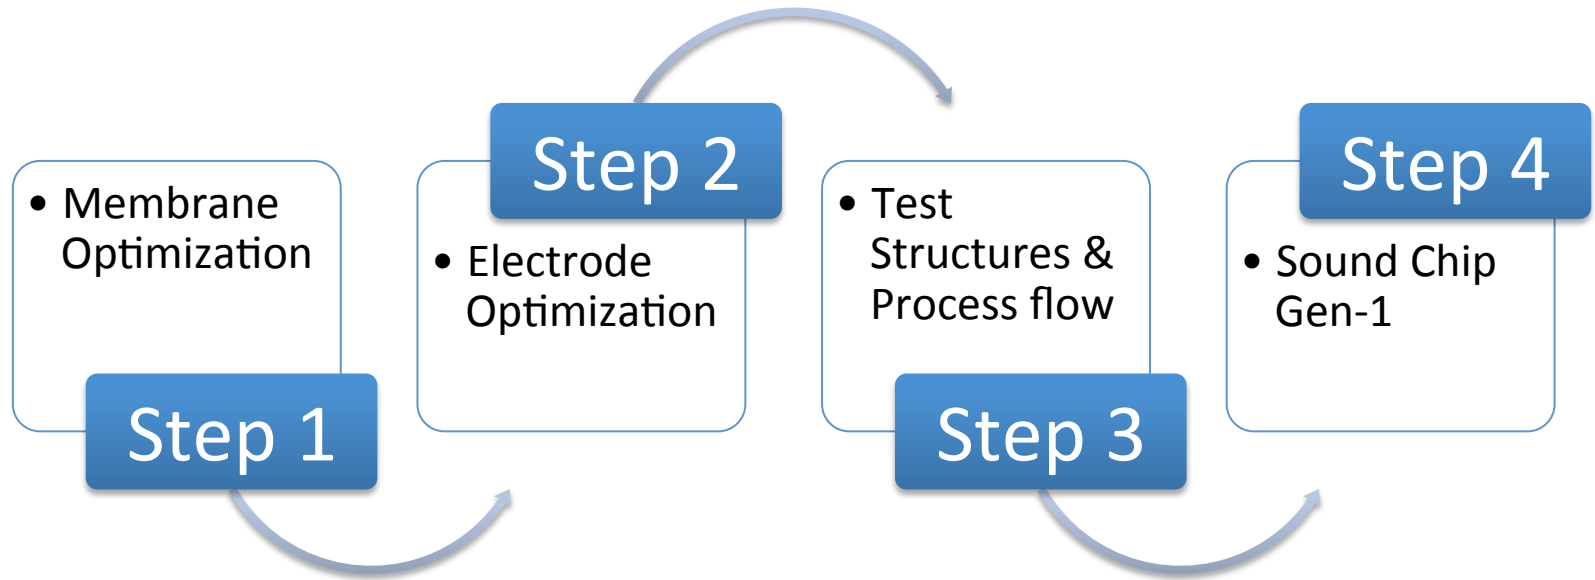 • Membrane
Optimization
Step 1
Step 2
• Electrode
Optimization
• Test
Structures &
Process flow
Step 3
Step 4
• Sound Chip
Gen-1